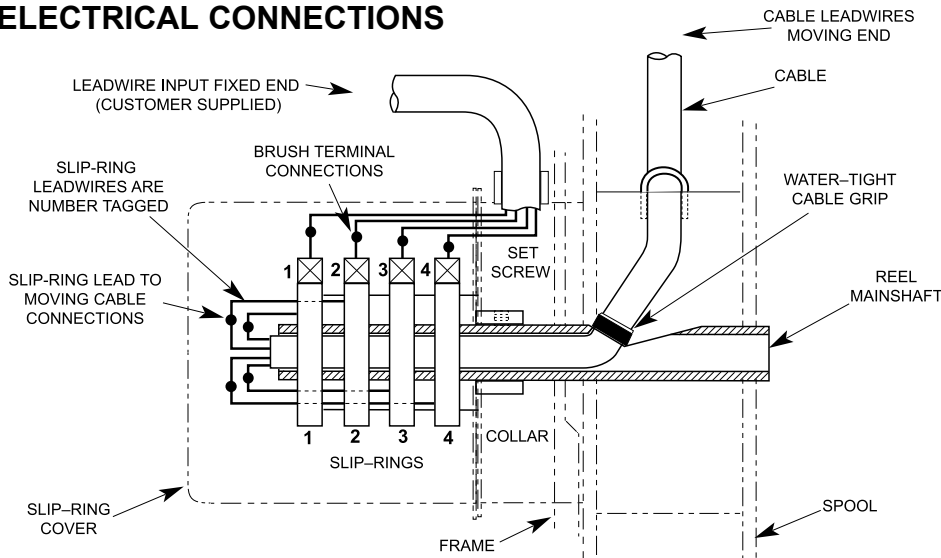 ELECTRICAL CONNECTIONS
CABLE LEADWIRES
MOVING END
LEADWIRE INPUT FIXED END
(CUSTOMER SUPPLIED)
CABLE
SLIP-RING
LEADWIRES ARE
NUMBER TAGGED
BRUSH TERMINAL
CONNECTIONS
WATER–TIGHT
CABLE GRIP
SET
SCREW
1 2 3 4
SLIP-RING LEAD TO
MOVING CABLE
CONNECTIONS
REEL
MAINSHAFT
1 2 3 4
COLLAR
SLIP–RINGS
SLIP–RING
COVER
FRAME
SPOOL